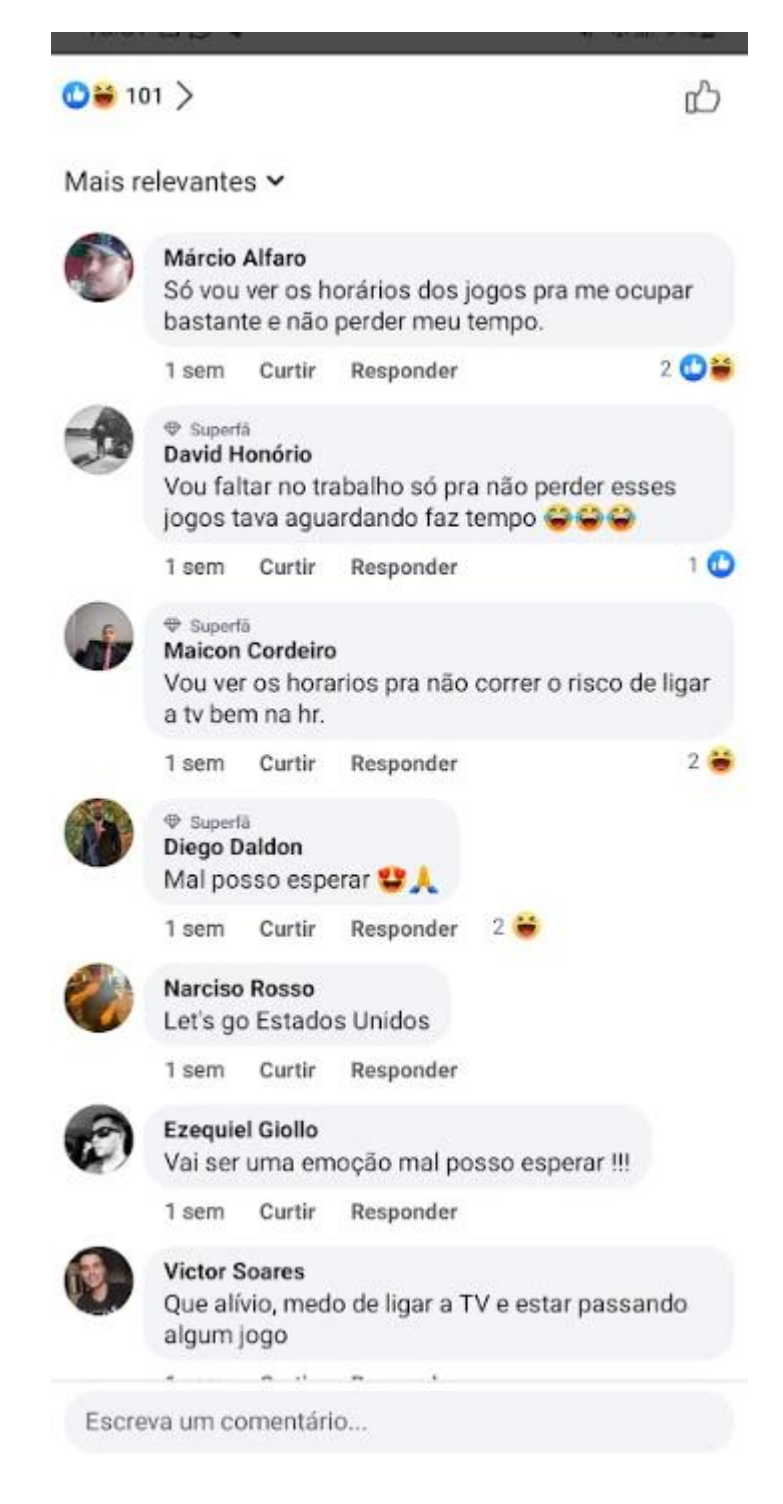 101
Mais relevantes
Márcio Alfaro
Só vou ver os horários dos jogos pra me ocupar
bastante e não perder meu tempo.
1 sem Curtir Responder 2
Superfã
David Honório
Vou faltar no trabalho só pra não perder esses
jogos tava aguardando faz tempo 😂😂😂
1 sem Curtir Responder 1
Superfã
Maicon Cordeiro
Vou ver os horarios pra não correr o risco de ligar
a tv bem na hr.
1 sem Curtir Responder 2
Superfã
Diego Daldon
Mal posso esperar 😍🙏
1 sem Curtir Responder 2
Narciso Rosso
Let's go Estados Unidos
1 sem Curtir Responder
Ezequiel Giollo
Vai ser uma emoção mal posso esperar !!!
1 sem Curtir Responder
Victor Soares
Que alívio, medo de ligar a TV e estar passando
algum jogo
Escreva um comentário...